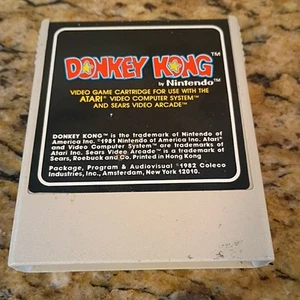 DONKEY KONG™
by Nintendo™
VIDEO GAME CARTRIDGE FOR USE WITH THE
ATARI® VIDEO COMPUTER SYSTEM™
AND SEARS VIDEO ARCADE™
DONKEY KONG™ is the trademark of Nintendo of
America Inc. ©1981 Nintendo of America Inc. Atari®
and Video Computer System™ are trademarks of
Atari Inc. Sears Video Arcade™ is a trademark of
Sears, Roebuck and Co. Printed in Hong Kong
Package, Program & Audiovisual ©1982 Coleco
Industries, Inc., Amsterdam, New York 12010.